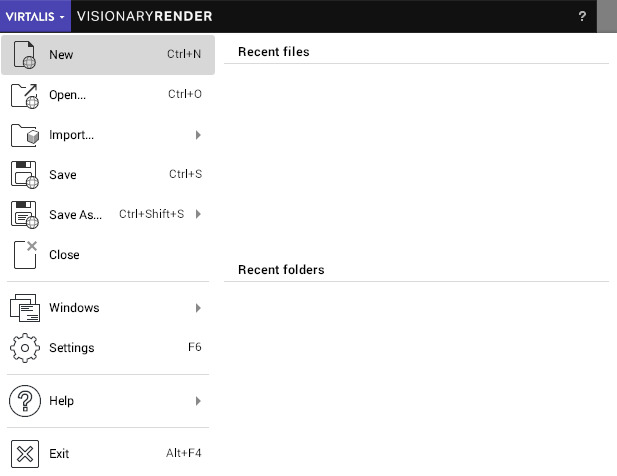 VIRTALIS VISIONARYRENDER ?
New Ctrl+N
Open... Ctrl+O
Import...
Save Ctrl+S
Save As... Ctrl+Shift+S
Close
Windows
Settings F6
Help
Exit Alt+F4
Recent files
Recent folders